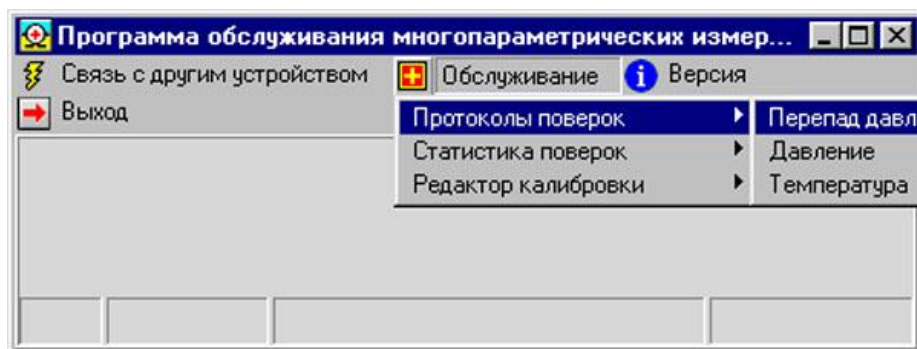 Программа обслуживания многопараметрических измер...
Связь с другим устройством Обслуживание Версия
Выход
Протоколы поверок
Статистика поверок
Редактор калибровки
Перепад давл
Давление
Температура